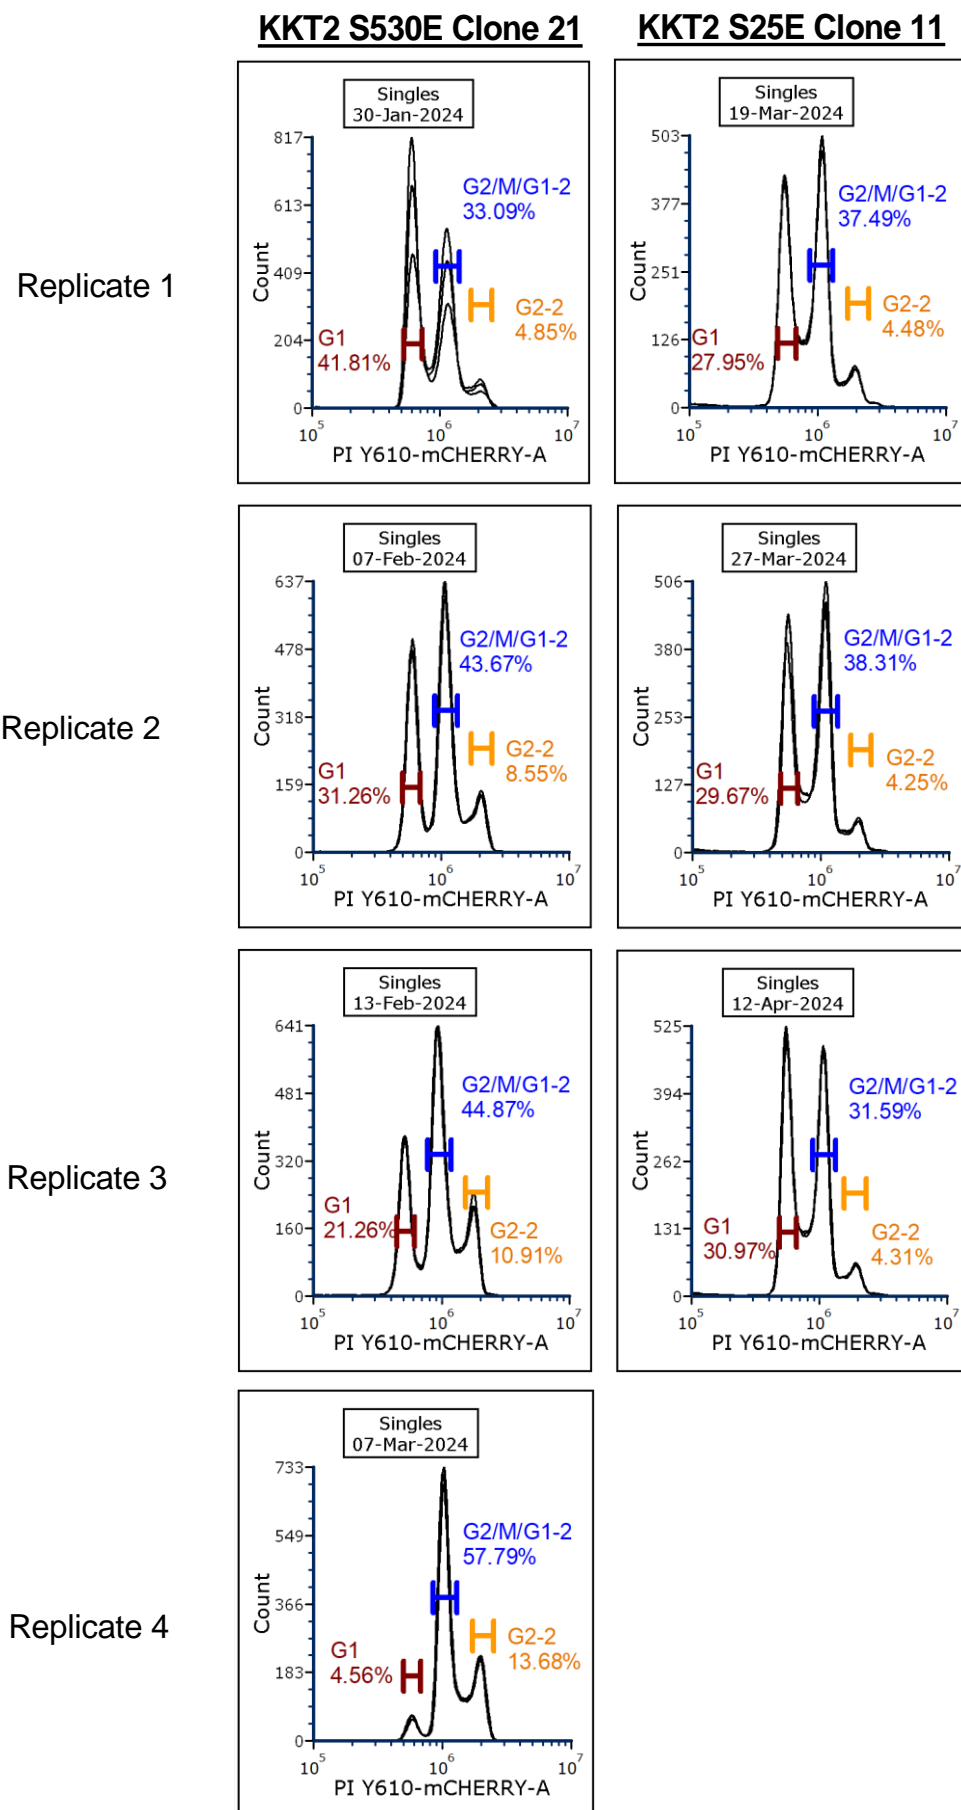 KKT2 S530E Clone 21
KKT2 S25E Clone 11
Replicate 1
Singles
30-Jan-2024
817
613
409
204
0
Count
G2/M/G1-2
33.09%
G2-2
4.85%
G1
41.81%
10^5
10^6
10^7
PI Y610-mCHERRY-A
Singles
19-Mar-2024
503
377
251
126
0
Count
G2/M/G1-2
37.49%
G2-2
4.48%
G1
27.95%
10^5
10^6
10^7
PI Y610-mCHERRY-A
Replicate 2
Singles
07-Feb-2024
637
478
318
159
0
Count
G2/M/G1-2
43.67%
G2-2
8.55%
G1
31.26%
10^5
10^6
10^7
PI Y610-mCHERRY-A
Singles
27-Mar-2024
506
380
253
127
0
Count
G2/M/G1-2
38.31%
G2-2
4.25%
G1
29.67%
10^5
10^6
10^7
PI Y610-mCHERRY-A
Replicate 3
Singles
13-Feb-2024
641
481
320
160
0
Count
G2/M/G1-2
44.87%
G1
21.26%
G2-2
10.91%
10^5
10^6
10^7
PI Y610-mCHERRY-A
Singles
12-Apr-2024
525
394
262
131
0
Count
G2/M/G1-2
31.59%
G1
30.97%
G2-2
4.31%
10^5
10^6
10^7
PI Y610-mCHERRY-A
Replicate 4
Singles
07-Mar-2024
733
549
366
183
0
Count
G2/M/G1-2
57.79%
G1
4.56%
G2-2
13.68%
10^5
10^6
10^7
PI Y610-mCHERRY-A